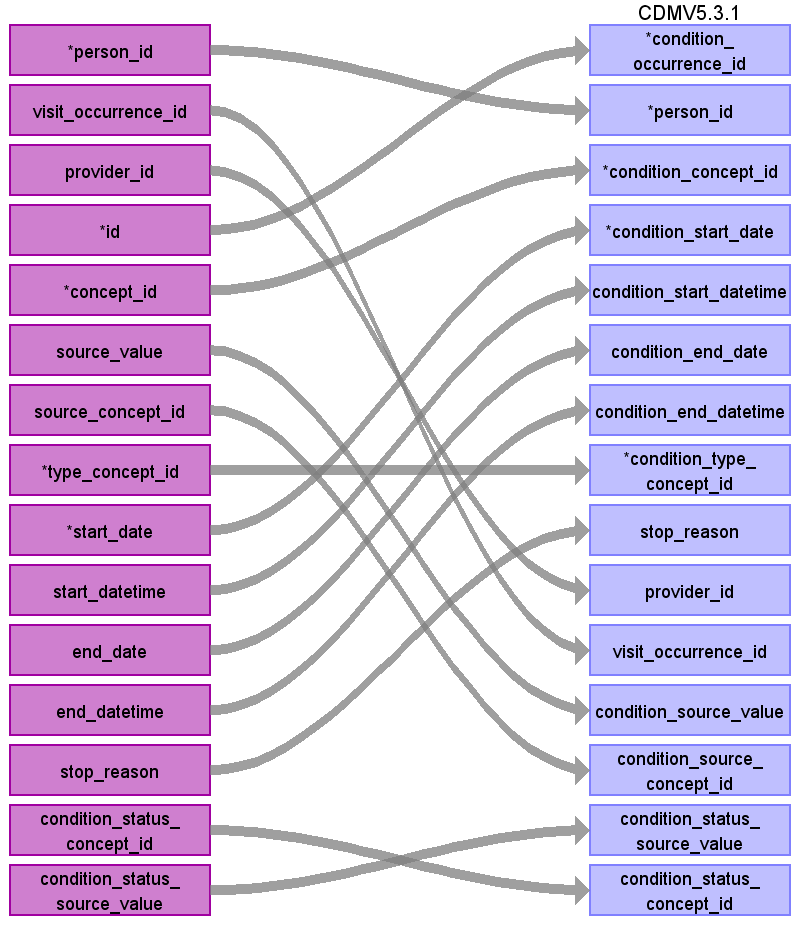 CDMV5.3.1
*person_id
visit_occurrence_id
provider_id
*id
*concept_id
source_value
source_concept_id
*type_concept_id
*start_date
start_datetime
end_date
end_datetime
stop_reason
condition_status_
concept_id
condition_status_
source_value
*condition_
occurrence_id
*person_id
*condition_concept_id
*condition_start_date
condition_start_datetime
condition_end_date
condition_end_datetime
*condition_type_
concept_id
stop_reason
provider_id
visit_occurrence_id
condition_source_value
condition_source_
concept_id
condition_status_
source_value
condition_status_
concept_id